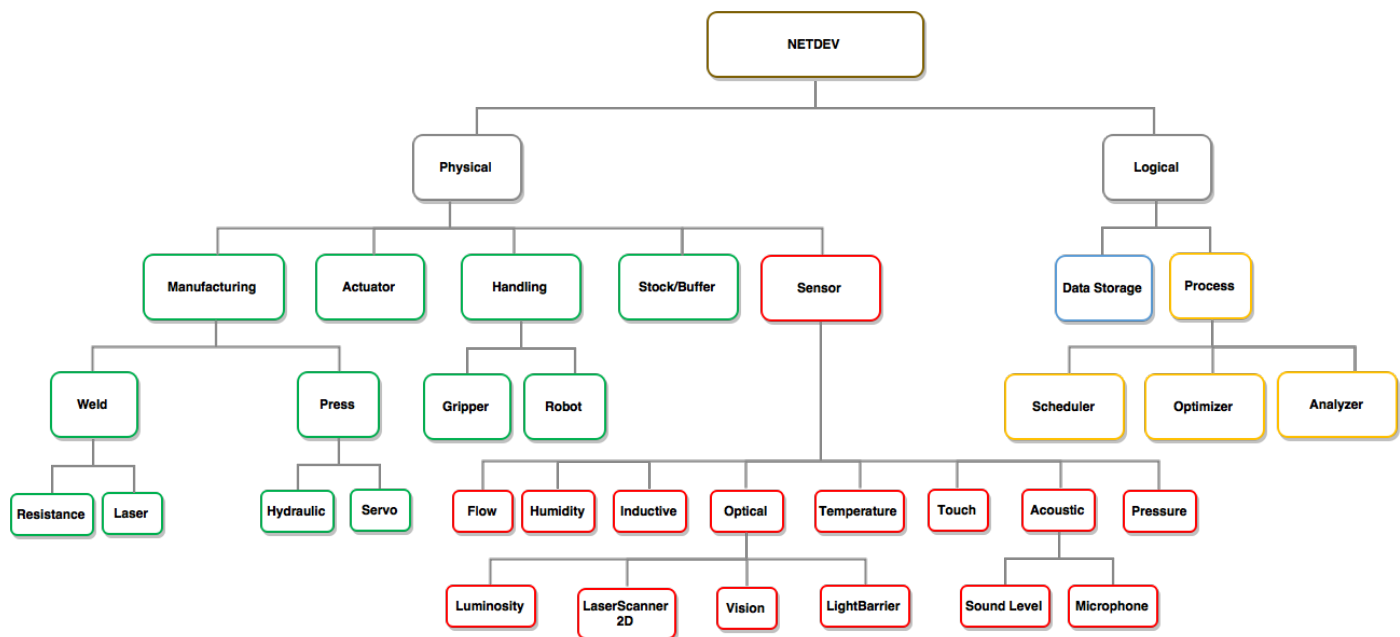 NETDEV
Physical
Logical
Manufacturing
Actuator
Handling
Stock/Buffer
Sensor
Data Storage
Process
Weld
Press
Gripper
Robot
Scheduler
Optimizer
Analyzer
Resistance
Laser
Hydraulic
Servo
Flow
Humidity
Inductive
Optical
Temperature
Touch
Acoustic
Pressure
Luminosity
LaserScanner
2D
Vision
LightBarrier
Sound Level
Microphone